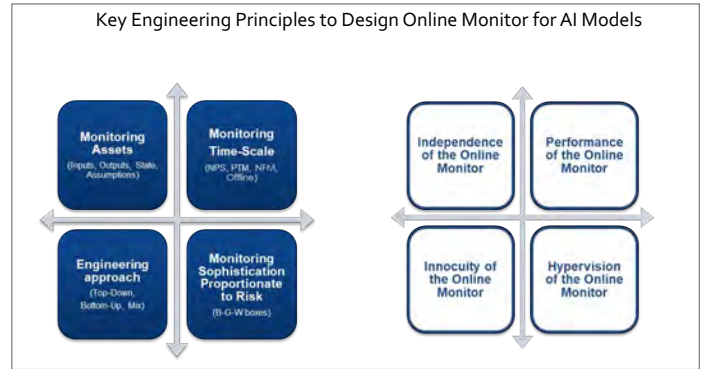 Key Engineering Principles to Design Online Monitor for AI Models
Monitoring
Assets
(Inputs, Outputs, State,
Assumptions)
Monitoring
Time-Scale
(NPS, PTM, NFM,
Offline)
Engineering
approach
(Top-Down,
Bottom-Up, Mix)
Monitoring
Sophistication
Proportionate
to Risk
(B-G-W boxes)
Independence
of the Online
Monitor
Performance
of the Online
Monitor
Innocuity of
the Online
Monitor
Hypervision
of the Online
Monitor